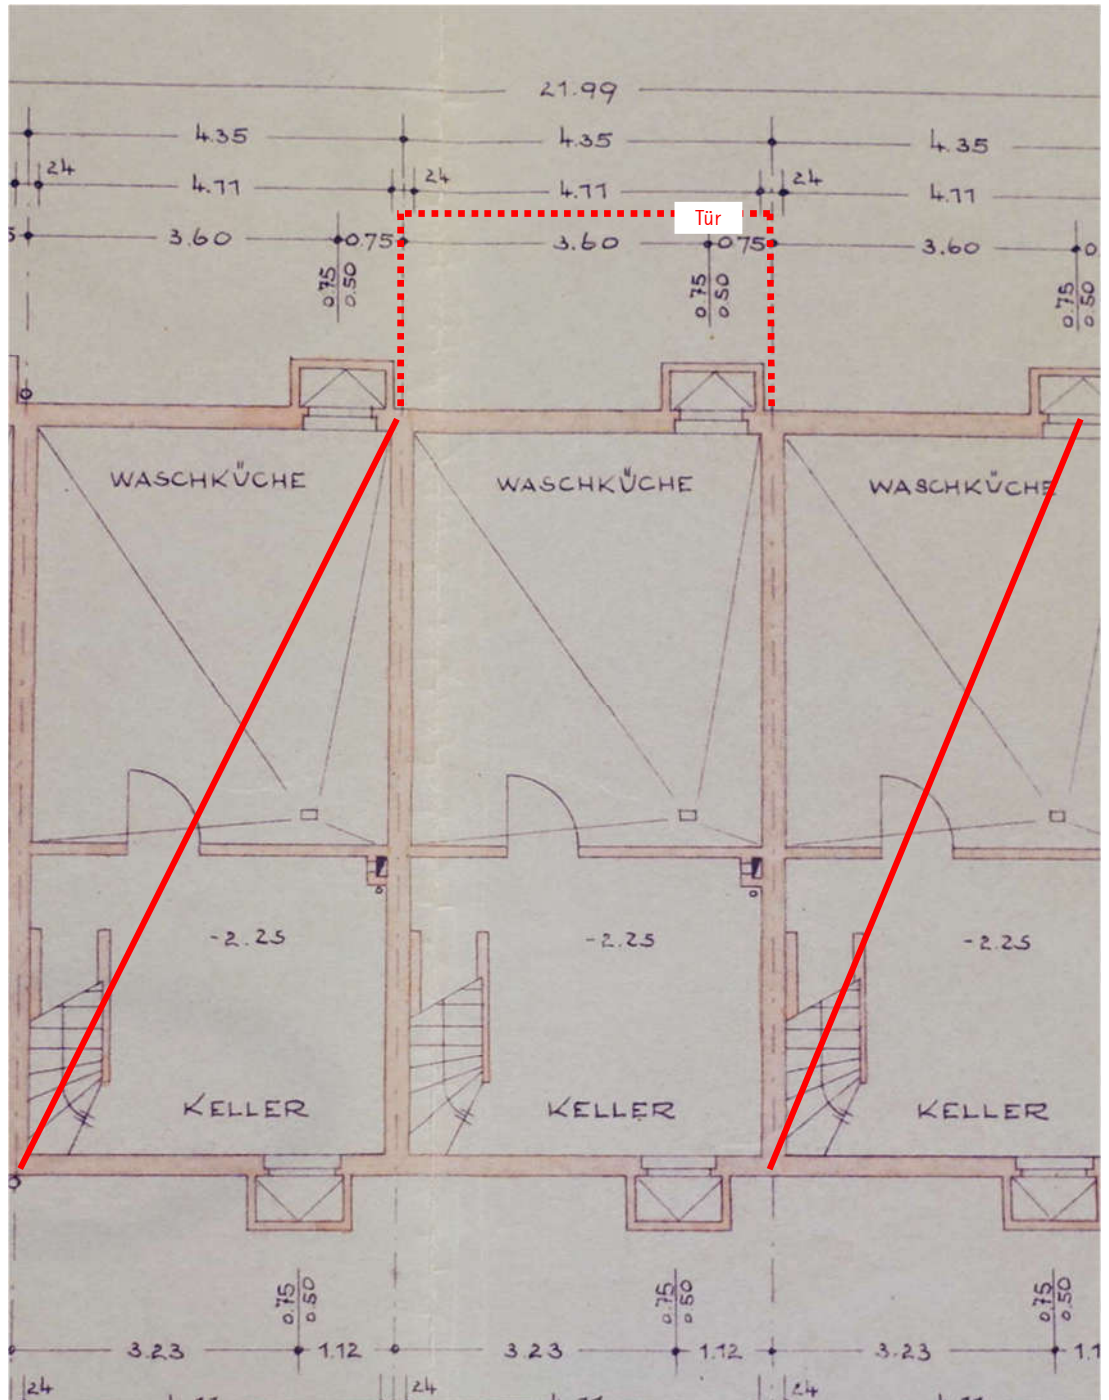 21.99
4.35 4.35 4.35
24 24 24
4.11 4.11 4.11
Tür
3.60 0.75 3.60 0.75 3.60
0.75 0.75 0.75
0.50 0.50 0.50
WASCHKÜCHE WASCHKÜCHE WASCHKÜCHE
-2.25 -2.25 -2.25
KELLER KELLER KELLER
0.75 0.75 0.75
0.50 0.50 0.50
3.23 1.12 3.23 1.12 3.23
24 24 24